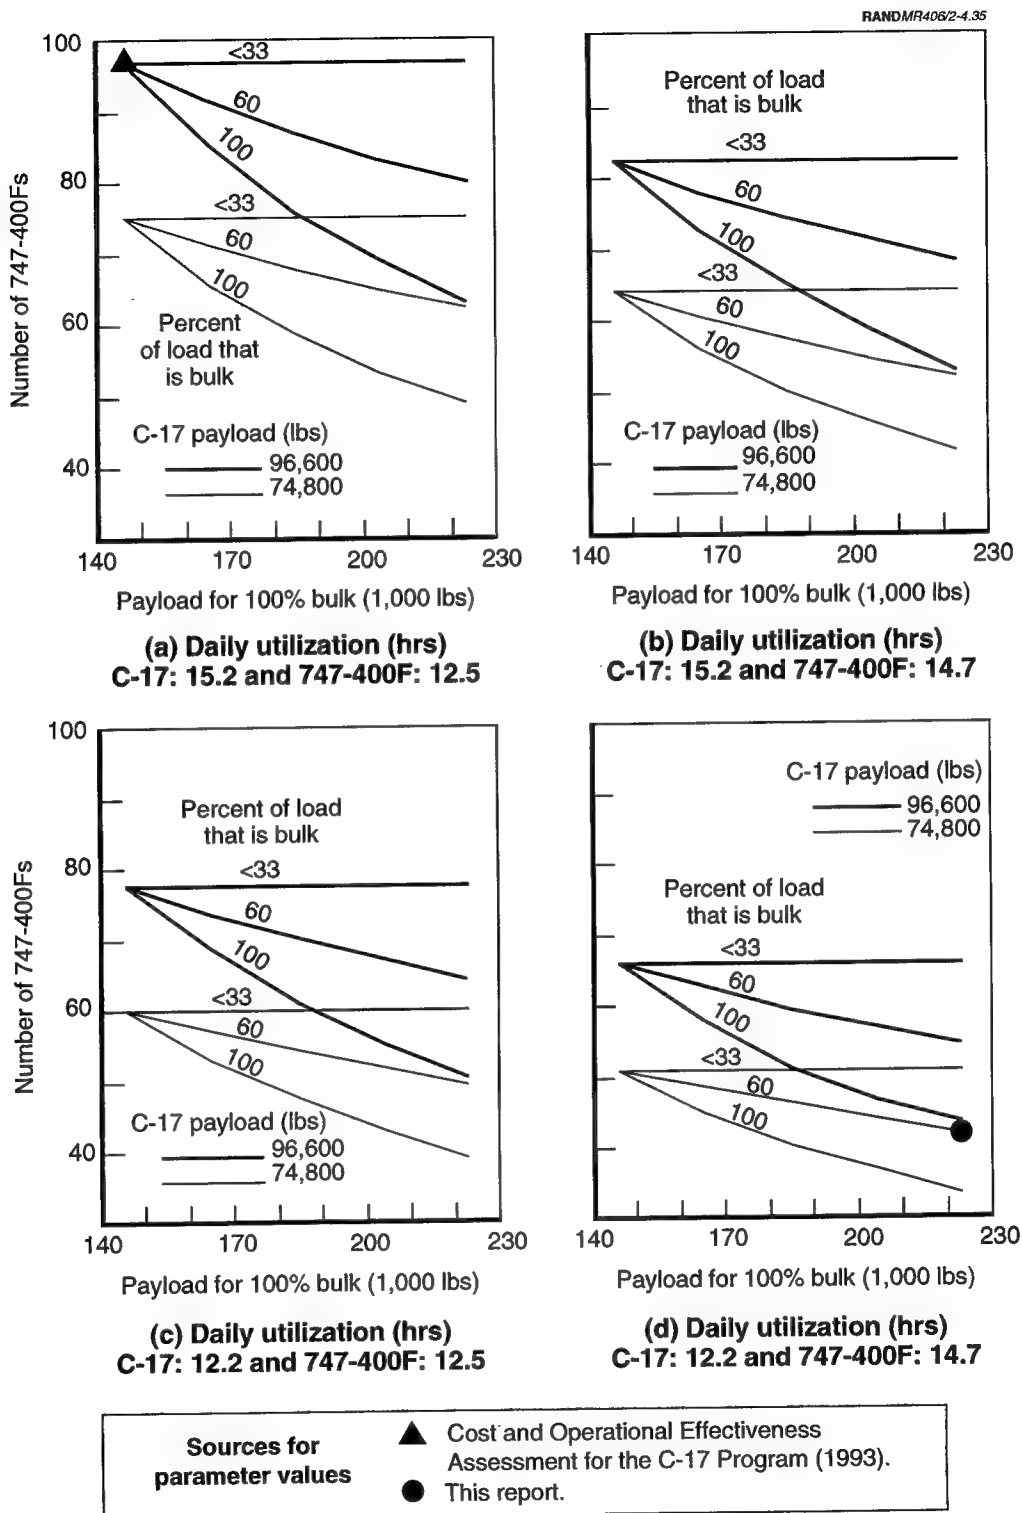 RANDMR406/2-4.35
Number of 747-400Fs
100
80
60
40
<33
60
100
<33
60
100
Percent
of load that
is bulk
C-17 payload (lbs)
96,600
74,800
140 170 200 230
Payload for 100% bulk (1,000 lbs)
(a) Daily utilization (hrs)
C-17: 15.2 and 747-400F: 12.5
Percent of load
that is bulk
<33
60
100
<33
60
100
C-17 payload (lbs)
96,600
74,800
140 170 200 230
Payload for 100% bulk (1,000 lbs)
(b) Daily utilization (hrs)
C-17: 15.2 and 747-400F: 14.7
Number of 747-400Fs
100
80
60
40
Percent of load
that is bulk
<33
60
100
<33
60
100
C-17 payload (lbs)
96,600
74,800
140 170 200 230
Payload for 100% bulk (1,000 lbs)
(c) Daily utilization (hrs)
C-17: 12.2 and 747-400F: 12.5
C-17 payload (lbs)
96,600
74,800
Percent of load
that is bulk
<33
60
100
<33
60
100
140 170 200 230
Payload for 100% bulk (1,000 lbs)
(d) Daily utilization (hrs)
C-17: 12.2 and 747-400F: 14.7
Sources for
parameter values
Cost and Operational Effectiveness
Assessment for the C-17 Program (1993).
This report.